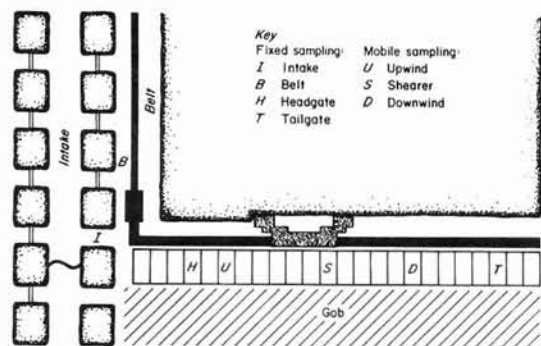 Key
Fixed sampling: Mobile sampling:
I Intake U Upwind
B Belt S Shearer
H Headgate D Downwind
T Tailgate
Belt
Intake
B
I
H U S D T
Gob